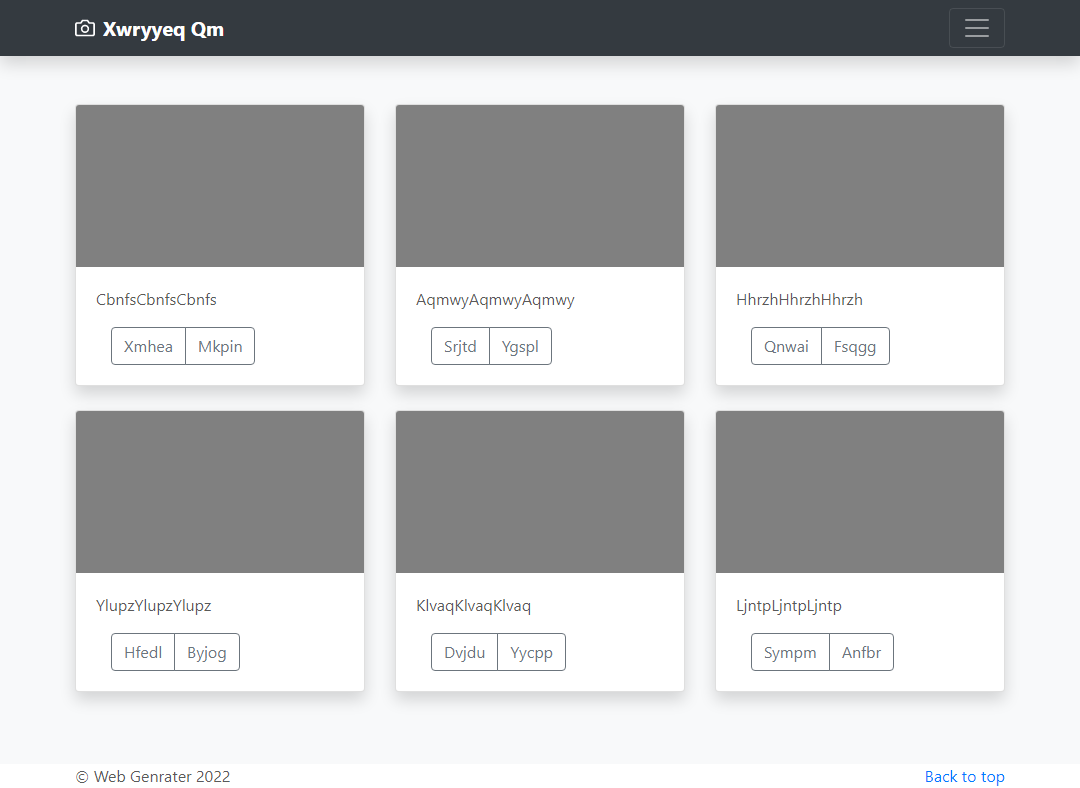 Xwryyeq Qm
CbnfsCbnfsCbnfs
Xmhea Mkpin
AqmwyAqmwyAqmwy
Srjtd Ygspl
HhrzhHhrzhHhrzh
Qnwai Fsqgg
YlupzYlupzYlupz
Hfedl Byjog
KlvaqKlvaqKlvaq
Dvjdu Yycpp
LjntpLjntpLjntp
Sympm Anfbr
© Web Genrater 2022
Back to top